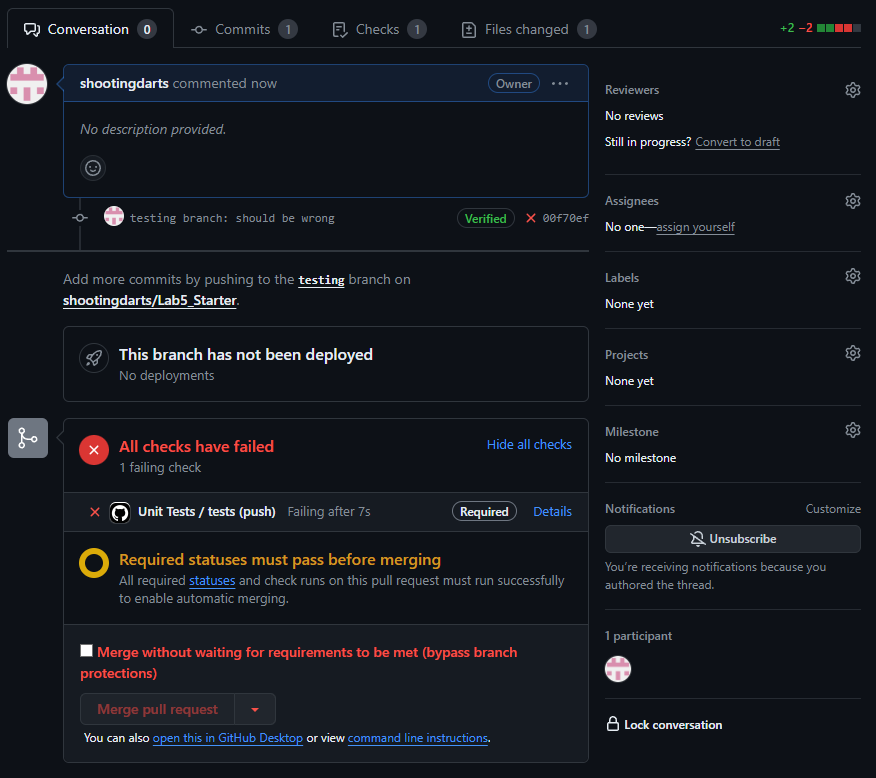 Conversation 0 Commits 1 Checks 1 Files changed 1 +2 −2
shootingdarts commented now Owner ...
No description provided.
testing branch: should be wrong Verified 00f70ef
Add more commits by pushing to the testing branch on
shootingdarts/Lab5_Starter.
This branch has not been deployed
No deployments
All checks have failed Hide all checks
1 failing check
Unit Tests / tests (push) Failing after 7s Required Details
Required statuses must pass before merging
All required statuses and check runs on this pull request must run successfully
to enable automatic merging.
Merge without waiting for requirements to be met (bypass branch
protections)
Merge pull request
You can also open this in GitHub Desktop or view command line instructions.
Reviewers
No reviews
Still in progress? Convert to draft
Assignees
No one—assign yourself
Labels
None yet
Projects
None yet
Milestone
No milestone
Notifications Customize
Unsubscribe
You're receiving notifications because you
authored the thread.
1 participant
Lock conversation